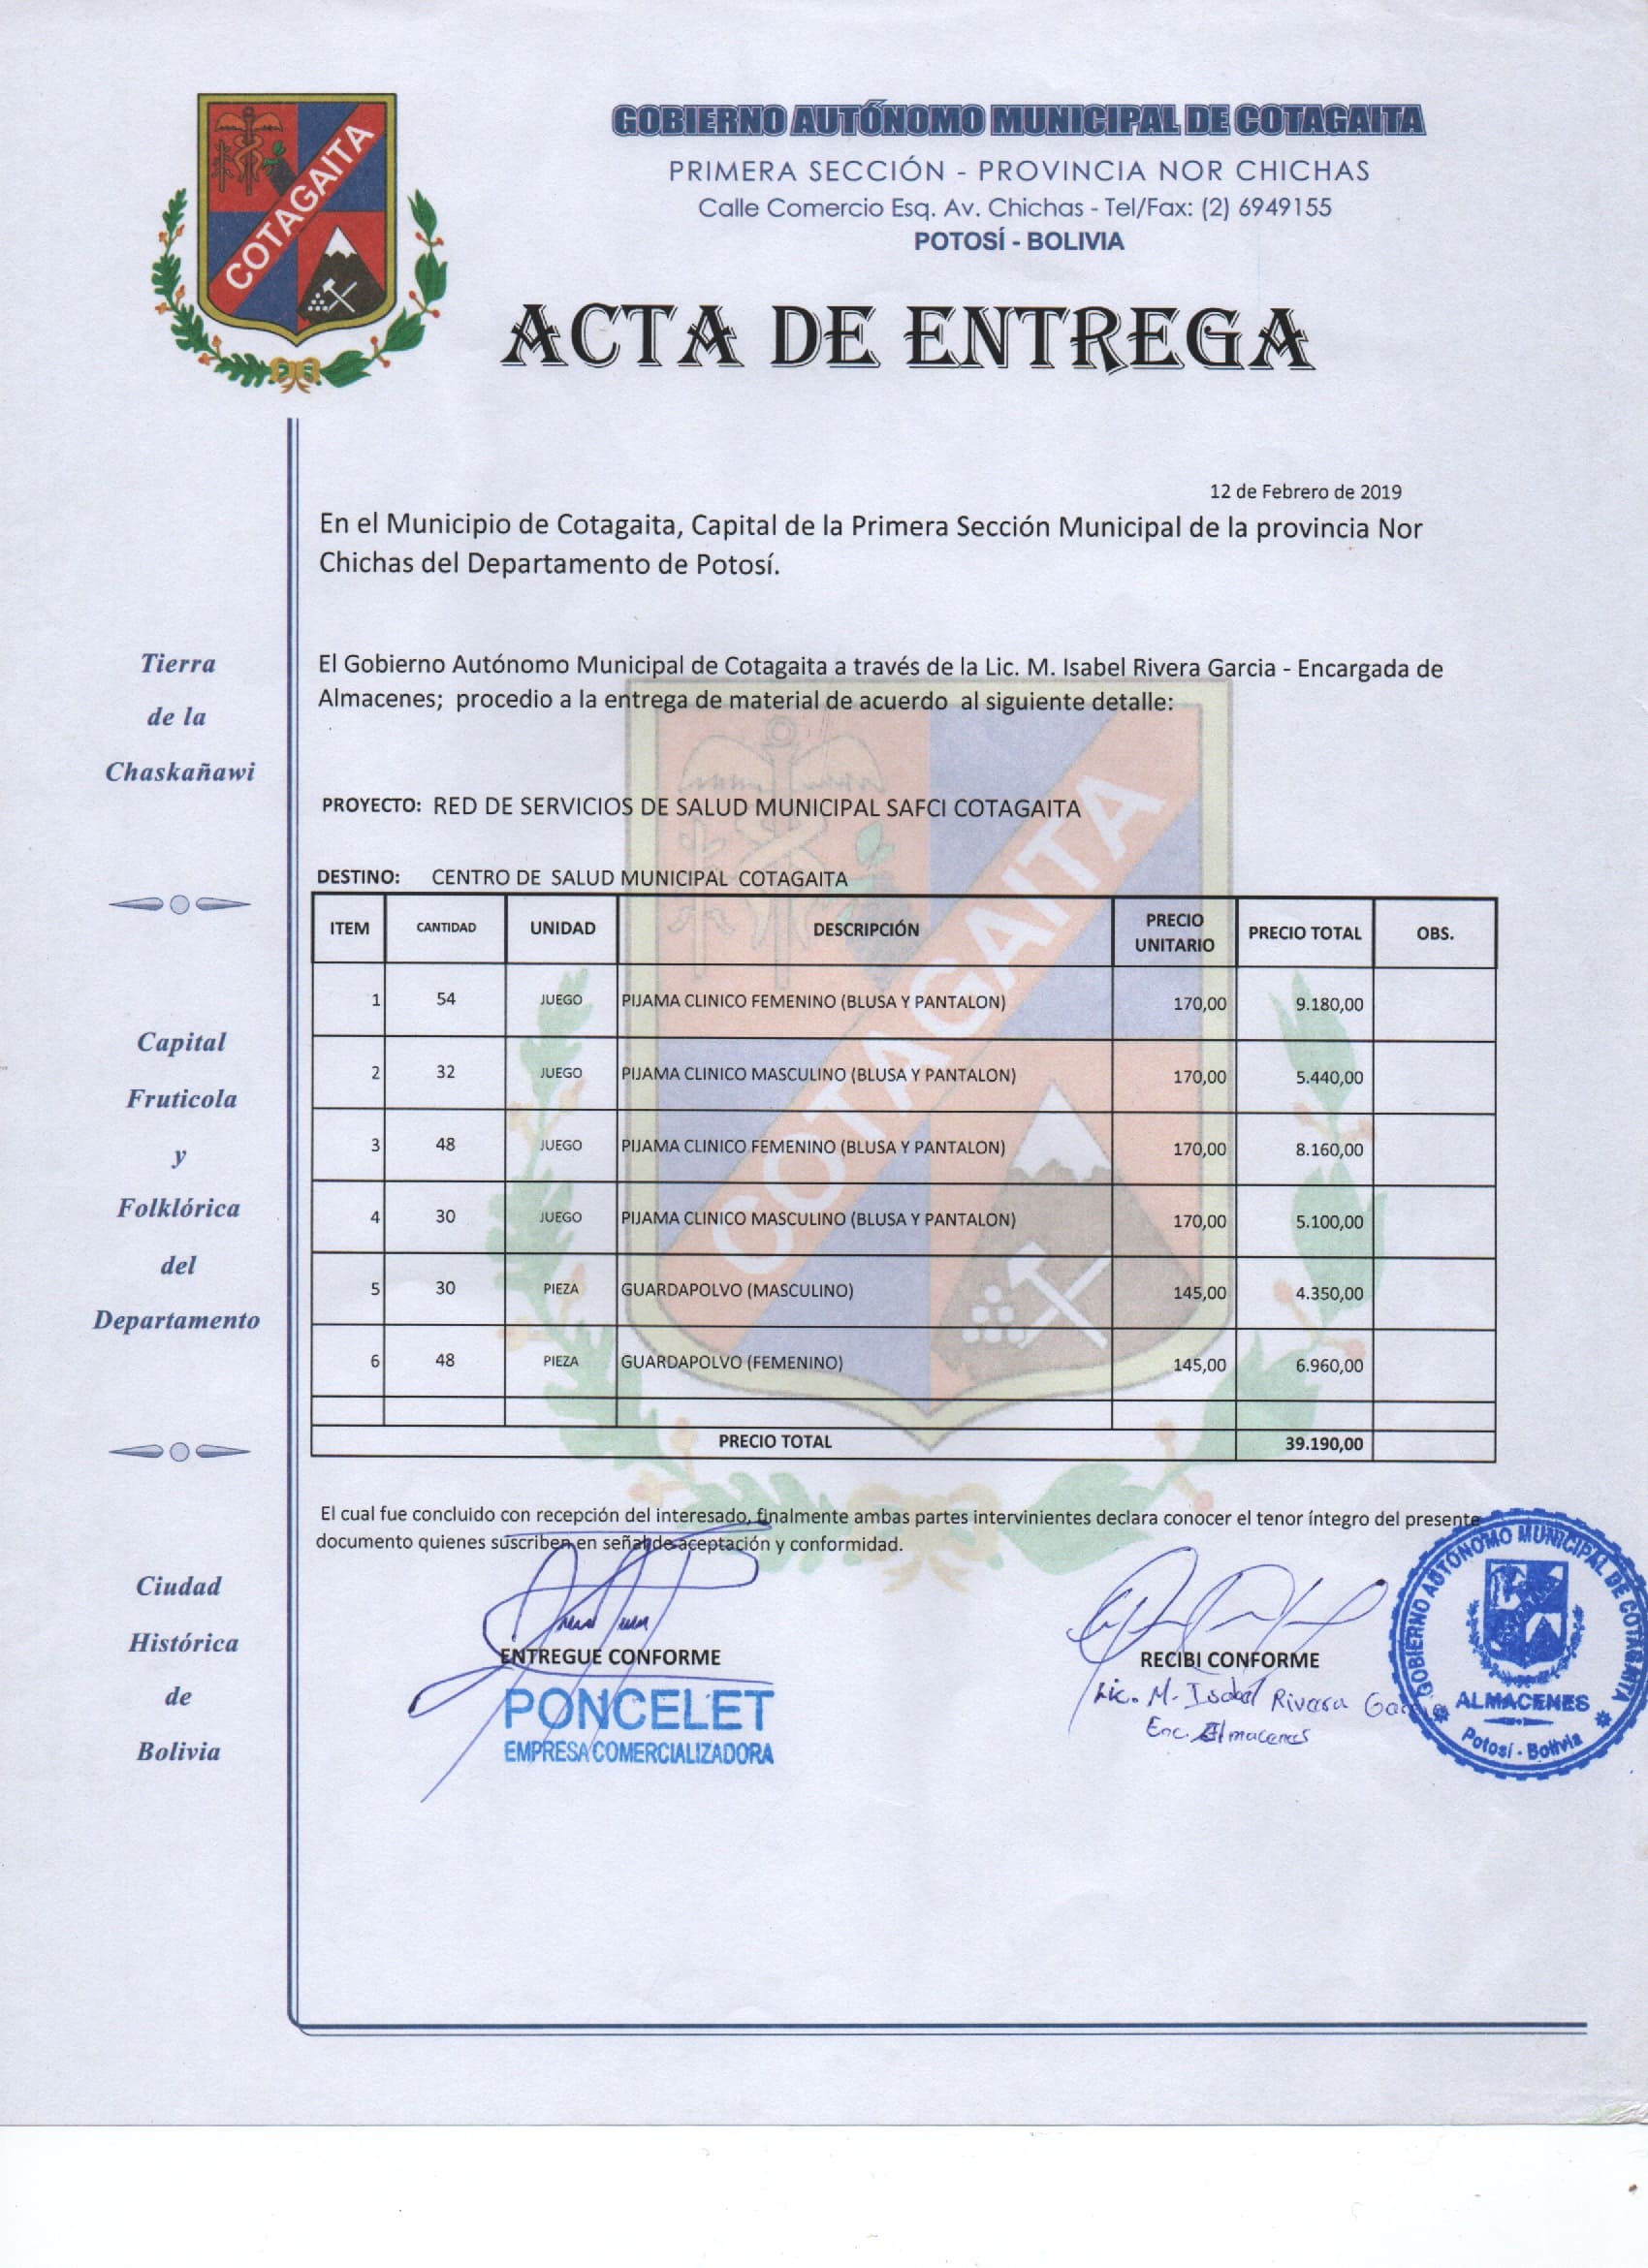 COTAGAITA
GOBIERNO AUTÓNOMO MUNICIPAL DE COTAGAITA
PRIMERA SECCIÓN - PROVINCIA NOR CHICHAS
Calle Comercio Esq. Av. Chichas - Tel/Fax: (2) 6949155
POTOSÍ - BOLIVIA
ACTA DE ENTREGA
12 de Febrero de 2019
En el Municipio de Cotagaita, Capital de la Primera Sección Municipal de la provincia Nor
Chichas del Departamento de Potosí.
El Gobierno Autónomo Municipal de Cotagaita a través de la Lic. M. Isabel Rivera Garcia - Encargada de
Almacenes; procedio a la entrega de material de acuerdo al siguiente detalle:
PROYECTO: RED DE SERVICIOS DE SALUD MUNICIPAL SAFCI COTAGAITA
DESTINO: CENTRO DE SALUD MUNICIPAL COTAGAITA
ITEM CANTIDAD UNIDAD DESCRIPCIÓN PRECIO UNITARIO PRECIO TOTAL OBS.
1 54 JUEGO PIJAMA CLINICO FEMENINO (BLUSA Y PANTALON) 170,00 9.180,00
2 32 JUEGO PIJAMA CLINICO MASCULINO (BLUSA Y PANTALON) 170,00 5.440,00
3 48 JUEGO PIJAMA CLINICO FEMENINO (BLUSA Y PANTALON) 170,00 8.160,00
4 30 JUEGO PIJAMA CLINICO MASCULINO (BLUSA Y PANTALON) 170,00 5.100,00
5 30 PIEZA GUARDAPOLVO (MASCULINO) 145,00 4.350,00
6 48 PIEZA GUARDAPOLVO (FEMENINO) 145,00 6.960,00
PRECIO TOTAL 39.190,00
COTAGAITA
El cual fue concluido con recepción del interesado, finalmente ambas partes intervinientes declara conocer el tenor íntegro del presente
documento quienes suscriben en señal de aceptación y conformidad.
ENTREGUE CONFORME
PONCELET
EMPRESA COMERCIALIZADORA
RECIBI CONFORME
Lic. M. Isabel Rivera Garcia
Enc. Almacenes
GOBIERNO AUTÓNOMO MUNICIPAL DE COTAGAITA
ALMACENES
Potosí - Bolivia
Tierra
de la
Chaskañawi
Capital
Fruticola
y
Folklórica
del
Departamento
Ciudad
Histórica
de
Bolivia